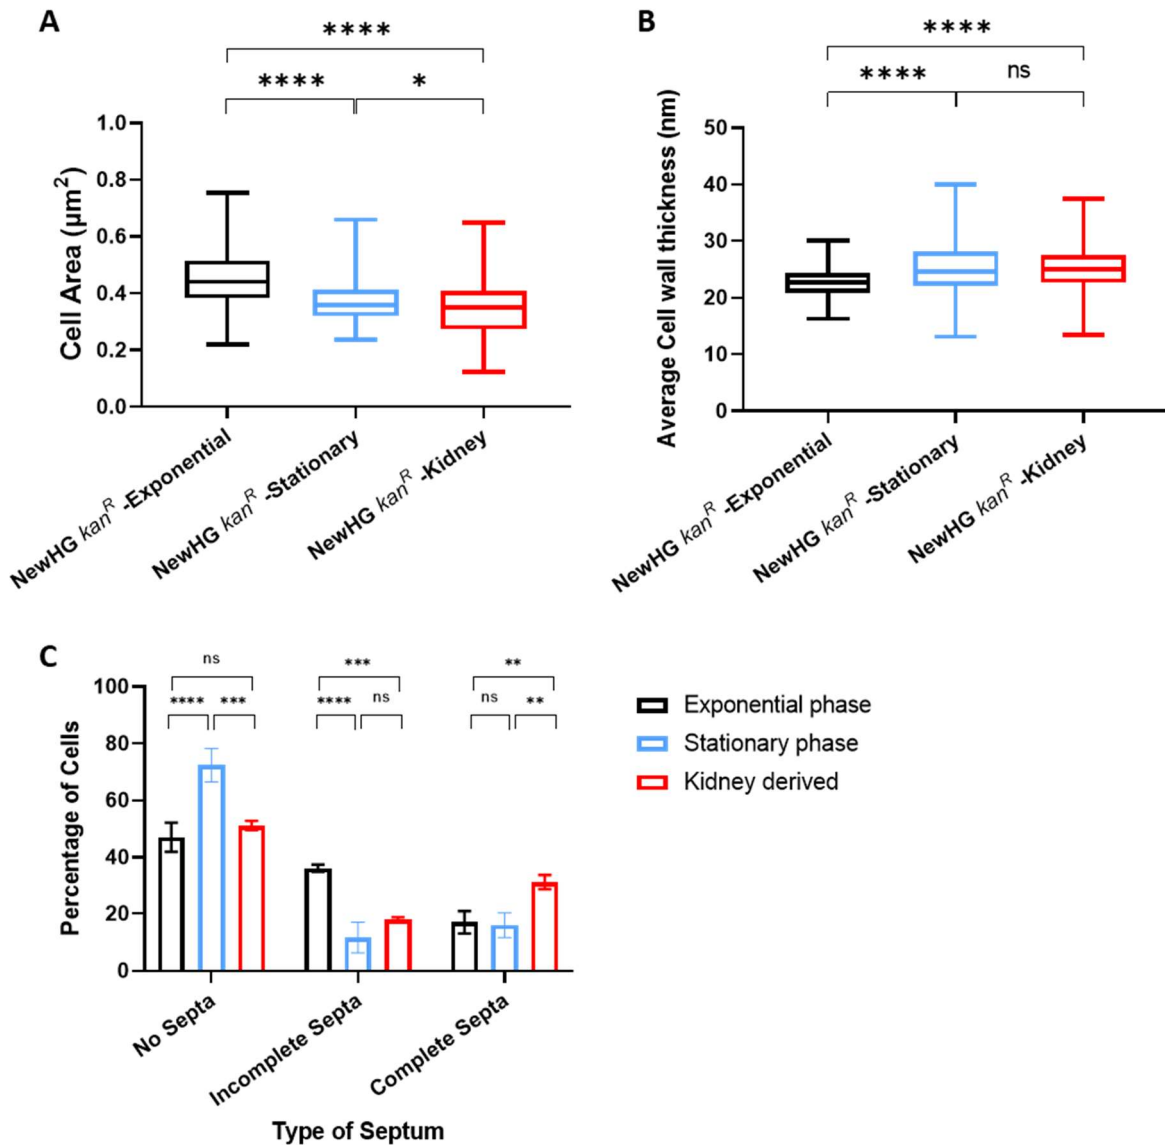 A
****
****
*
Cell Area (µm²)
1.0
0.8
0.6
0.4
0.2
0.0
NewHG kanᴿ -Exponential
NewHG kanᴿ -Stationary
NewHG kanᴿ -Kidney
B
****
****
ns
Average Cell wall thickness (nm)
50
40
30
20
10
0
NewHG kanᴿ -Exponential
NewHG kanᴿ -Stationary
NewHG kanᴿ -Kidney
C
ns
****
***
***
****
ns
**
ns
**
Percentage of Cells
100
80
60
40
20
0
No Septa
Incomplete Septa
Complete Septa
Type of Septum
Exponential phase
Stationary phase
Kidney derived